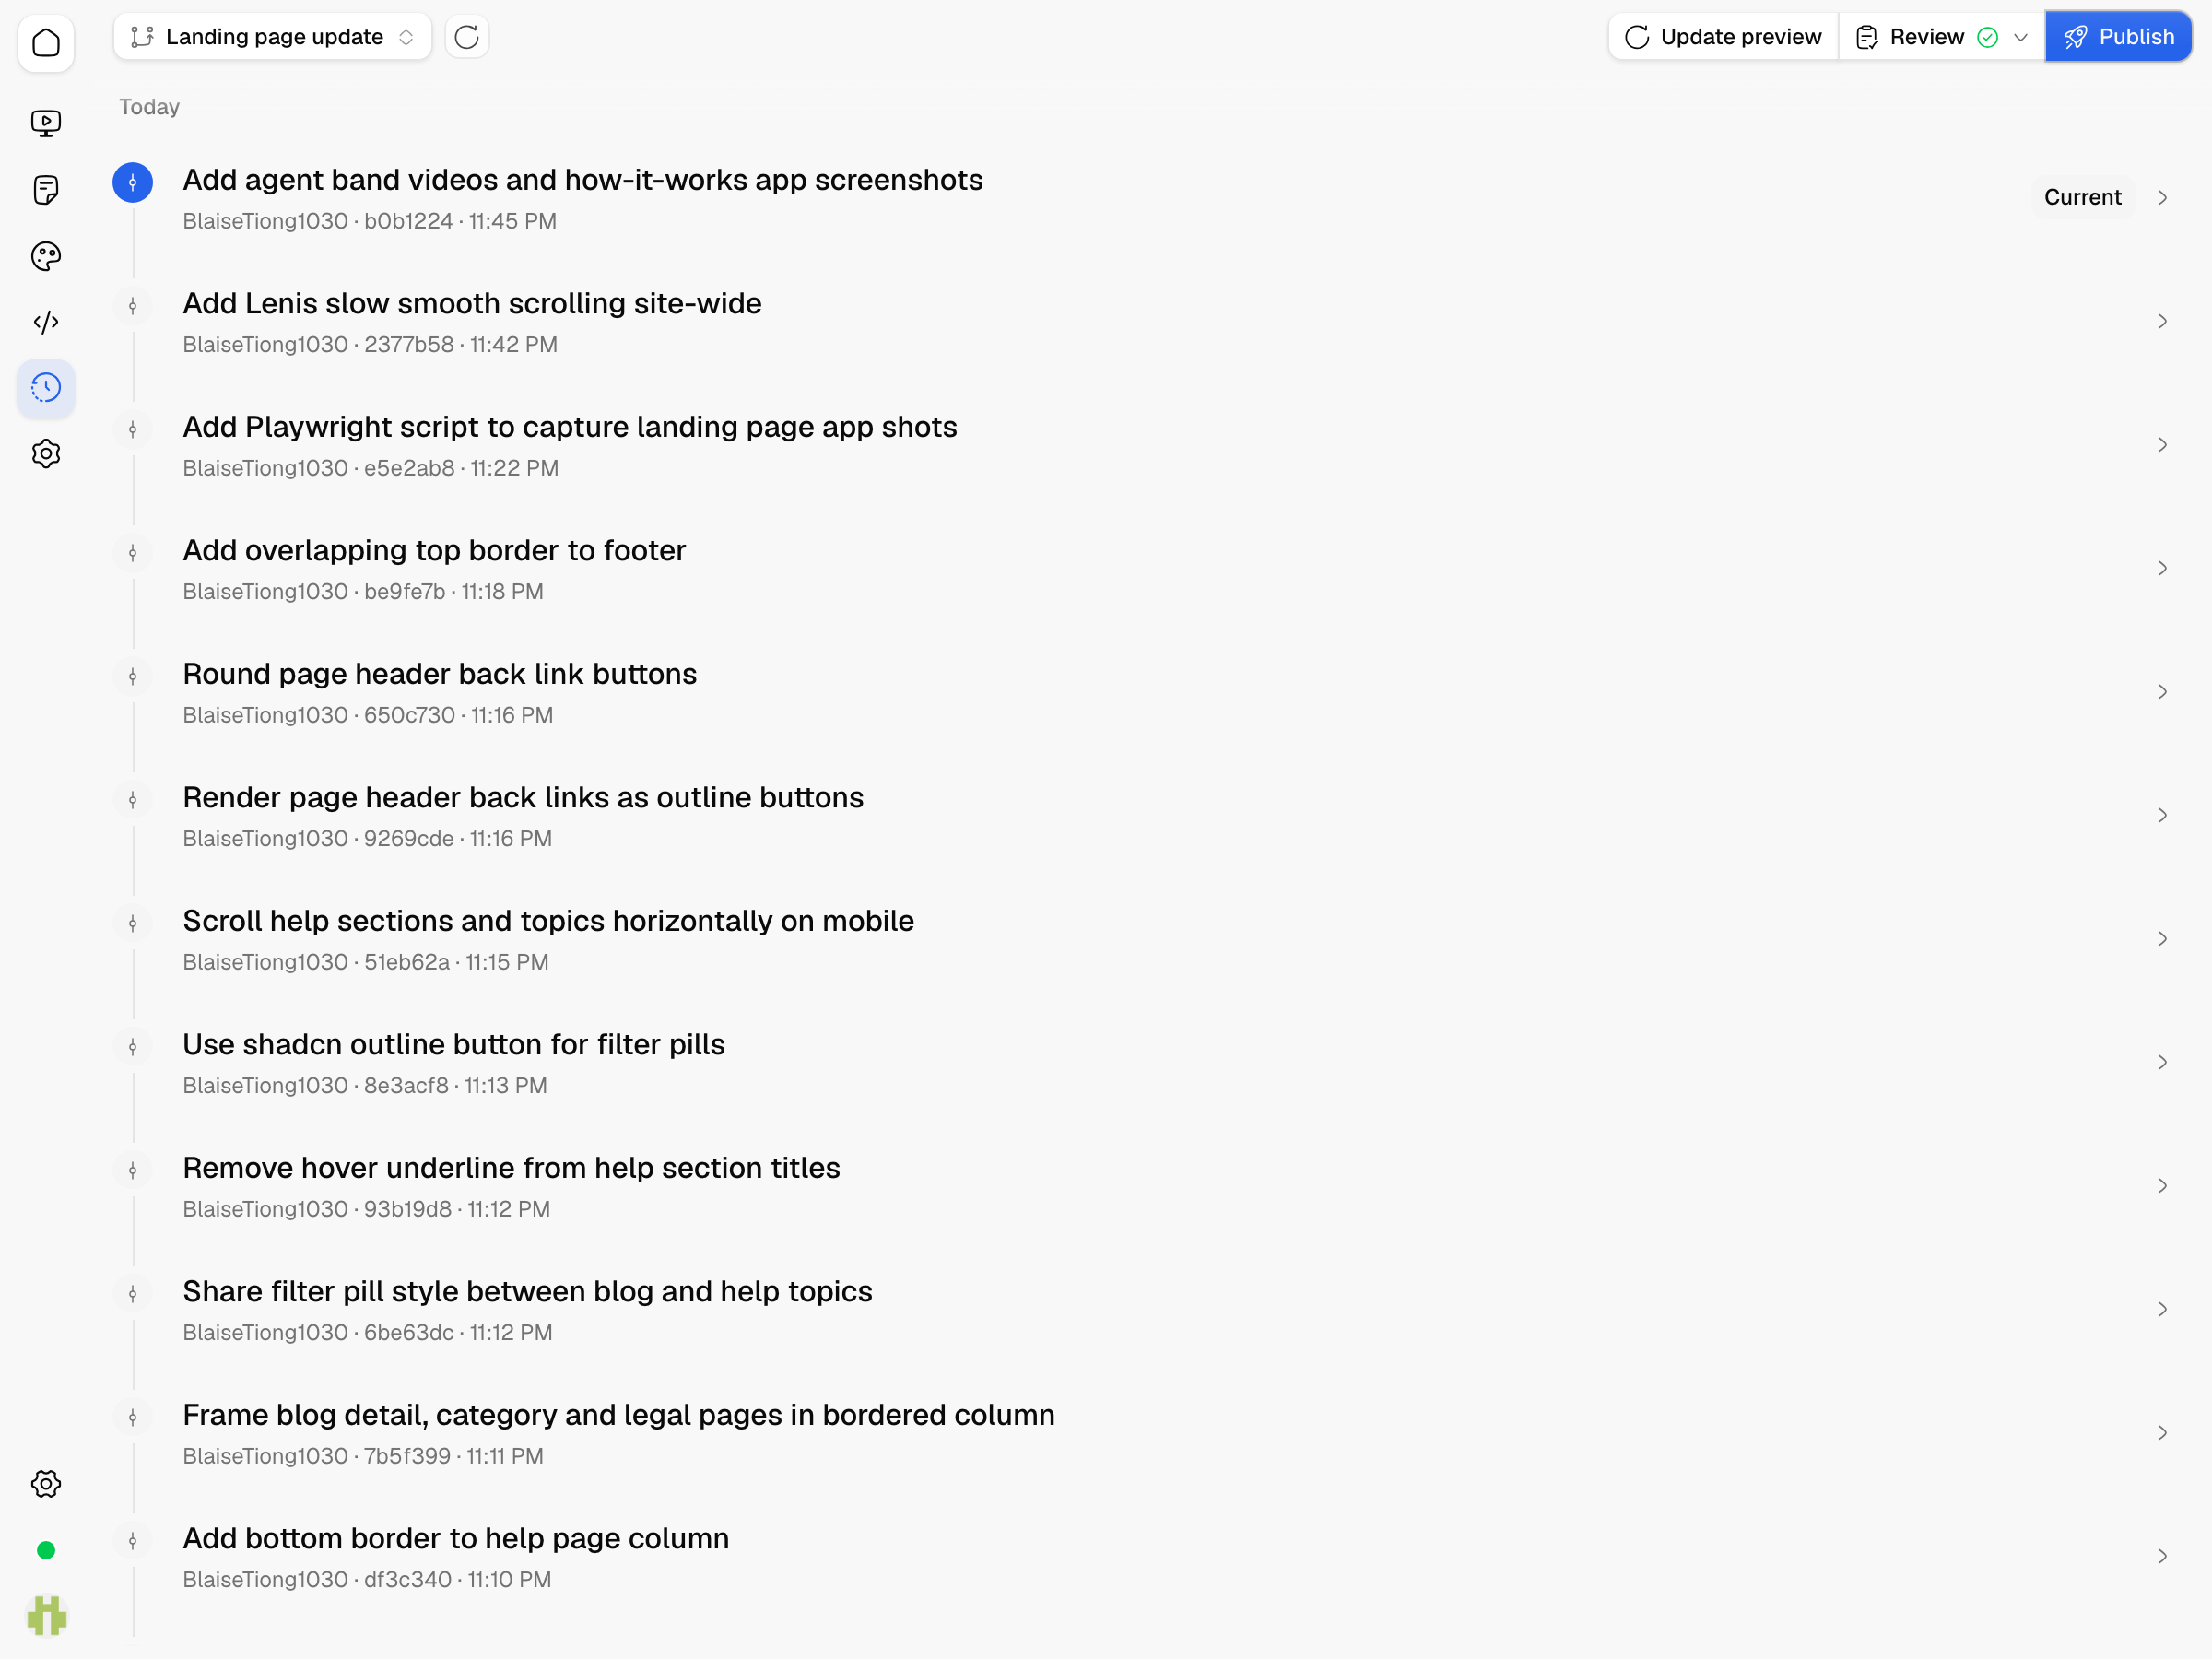 Landing page update
Update preview
Review
Publish
Today
Add agent band videos and how-it-works app screenshots
BlaiseTiong1030 · b0b1224 · 11:45 PM
Current
Add Lenis slow smooth scrolling site-wide
BlaiseTiong1030 · 2377b58 · 11:42 PM
Add Playwright script to capture landing page app shots
BlaiseTiong1030 · e5e2ab8 · 11:22 PM
Add overlapping top border to footer
BlaiseTiong1030 · be9fe7b · 11:18 PM
Round page header back link buttons
BlaiseTiong1030 · 650c730 · 11:16 PM
Render page header back links as outline buttons
BlaiseTiong1030 · 9269cde · 11:16 PM
Scroll help sections and topics horizontally on mobile
BlaiseTiong1030 · 51eb62a · 11:15 PM
Use shadcn outline button for filter pills
BlaiseTiong1030 · 8e3acf8 · 11:13 PM
Remove hover underline from help section titles
BlaiseTiong1030 · 93b19d8 · 11:12 PM
Share filter pill style between blog and help topics
BlaiseTiong1030 · 6be63dc · 11:12 PM
Frame blog detail, category and legal pages in bordered column
BlaiseTiong1030 · 7b5f399 · 11:11 PM
Add bottom border to help page column
BlaiseTiong1030 · df3c340 · 11:10 PM